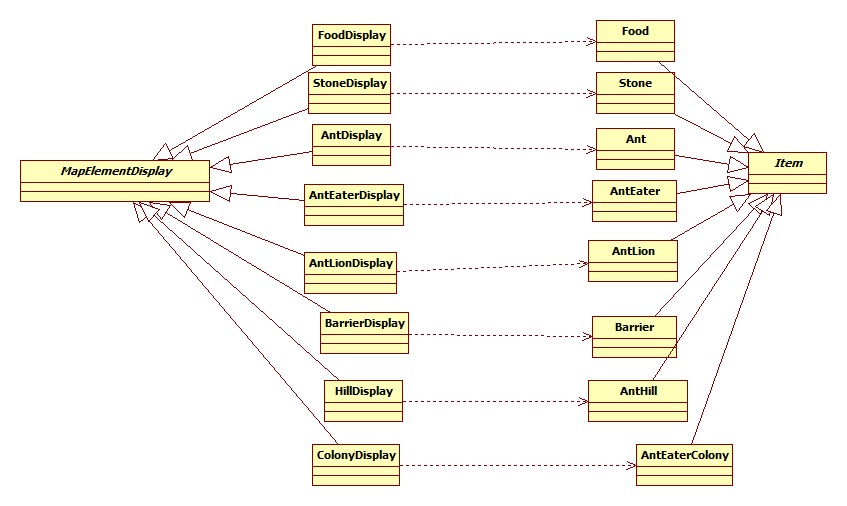 FoodDisplay
Food
StoneDisplay
Stone
AntDisplay
Ant
MapElementDisplay
Item
AntEaterDisplay
AntEater
AntLionDisplay
AntLion
BarrierDisplay
Barrier
HillDisplay
AntHill
ColonyDisplay
AntEaterColony